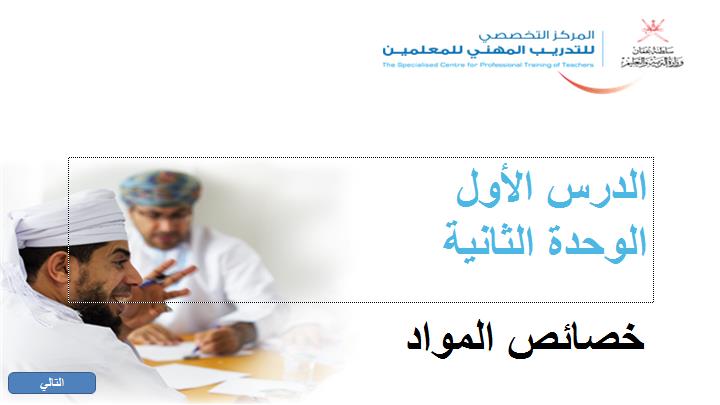 المركز التخصصي
للتدريب المهني للمعلمين
The Specialised Centre for Professional Training of Teachers
سلطنة عمان
وزارة التربية والتعليم
الدرس الأول
الوحدة الثانية
خصائص المواد
التالي